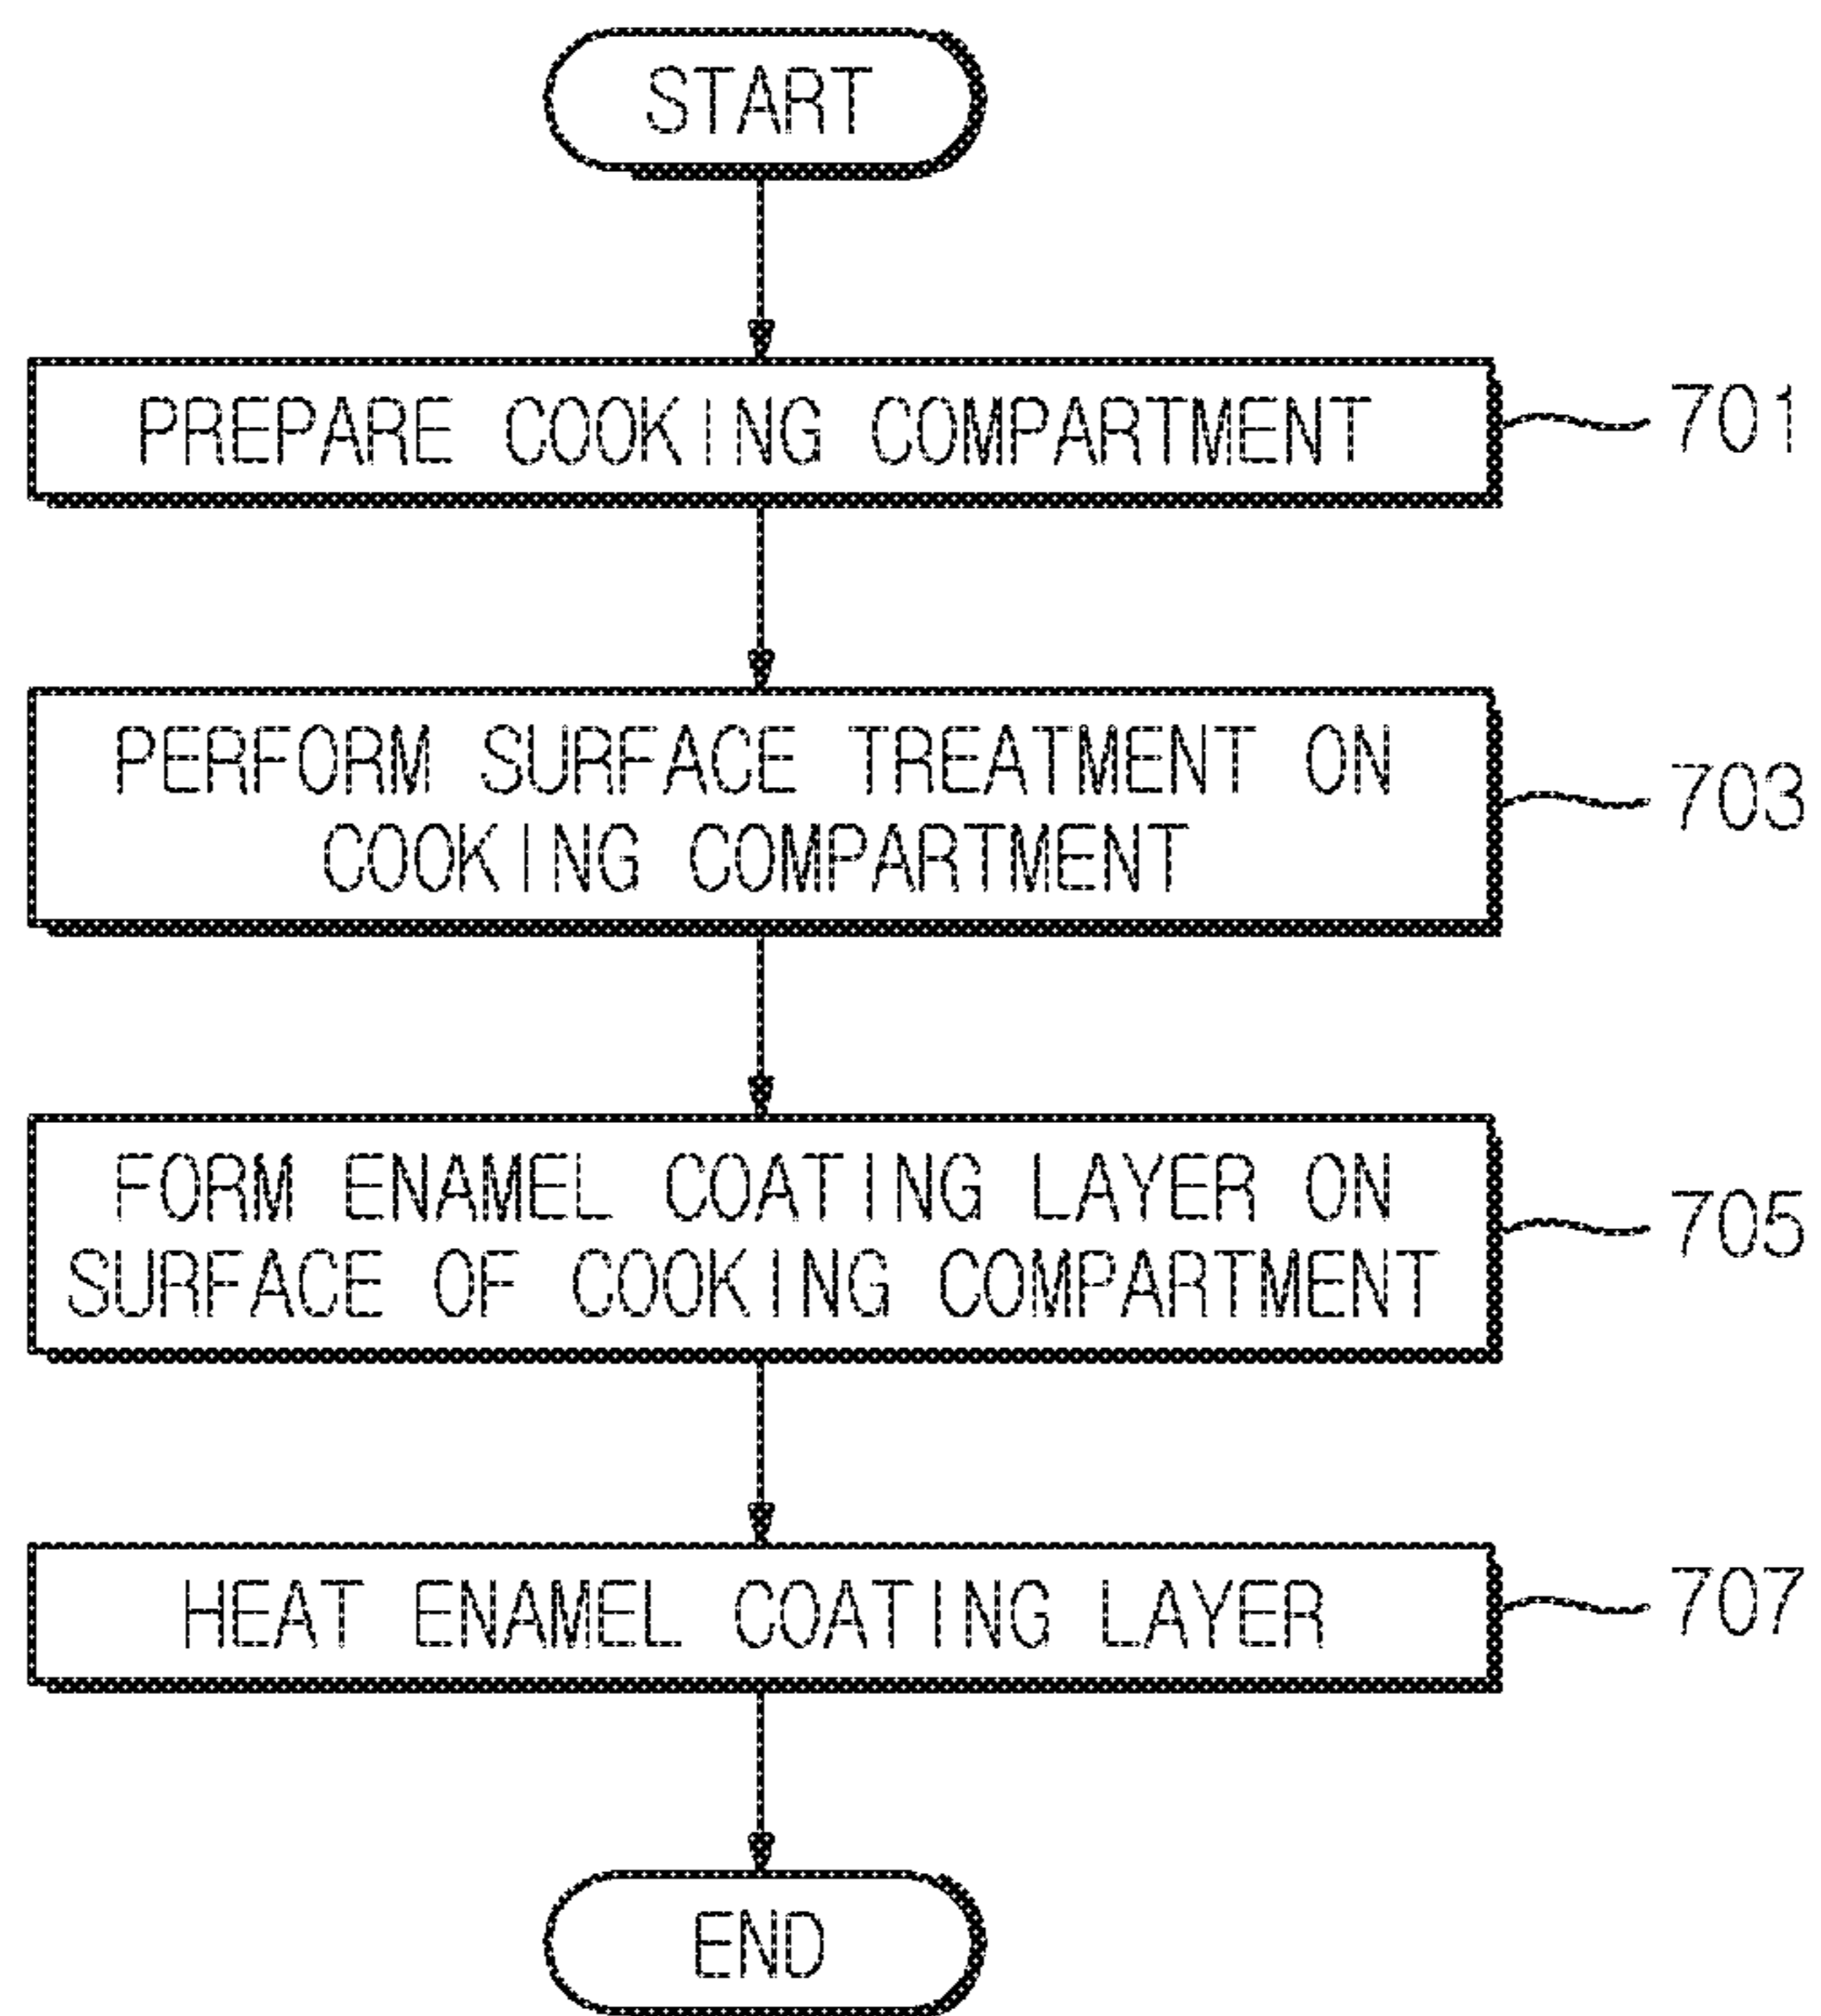 START
PREPARE COOKING COMPARTMENT
701
PERFORM SURFACE TREATMENT ON
COOKING COMPARTMENT
703
FORM ENAMEL COATING LAYER ON
SURFACE OF COOKING COMPARTMENT
705
HEAT ENAMEL COATING LAYER
707
END